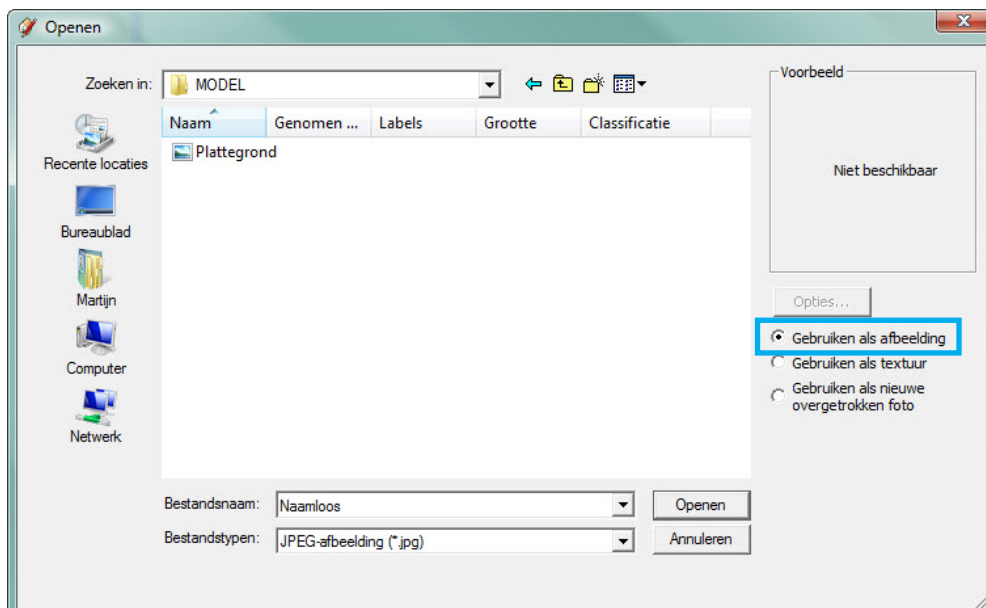 Openen
Zoeken in: MODEL
Naam Genomen ... Labels Grootte Classificatie
Plattegrond
Recente locaties
Bureaublad
Martijn
Computer
Netwerk
Bestandsnaam: Naamloos Openen
Bestandstypen: JPEG-afbeelding (*.jpg) Annuleren
Voorbeeld
Niet beschikbaar
Opties...
Gebruiken als afbeelding
Gebruiken als textuur
Gebruiken als nieuwe
overgetrokken foto